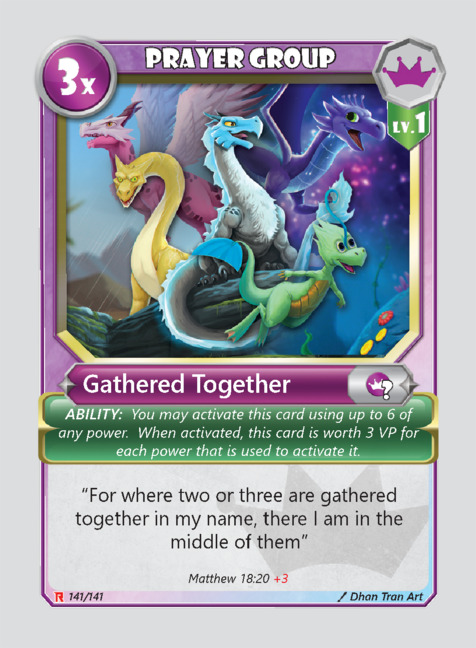 3x
PRAYER GROUP
LV.1
Gathered Together
?
ABILITY: You may activate this card using up to 6 of
any power. When activated, this card is worth 3 VP for
each power that is used to activate it.
“For where two or three are gathered
together in my name, there I am in the
middle of them”
Matthew 18:20 +3
R 141/141
Dhan Tran Art